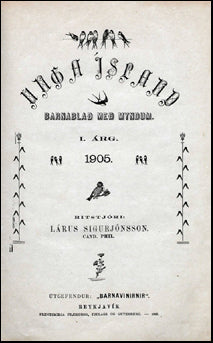 UNGA ÍSLAND
BARNABLAÐ MEÐ MYNDUM.
I. ÁRG.
1905.
RITSTJÓRI:
LÁRUS SIGURJÓNSSON.
CAND. PHIL.
ÚTGEFENDUR: „BARNAVINIRNIR".
REYKJAVÍK